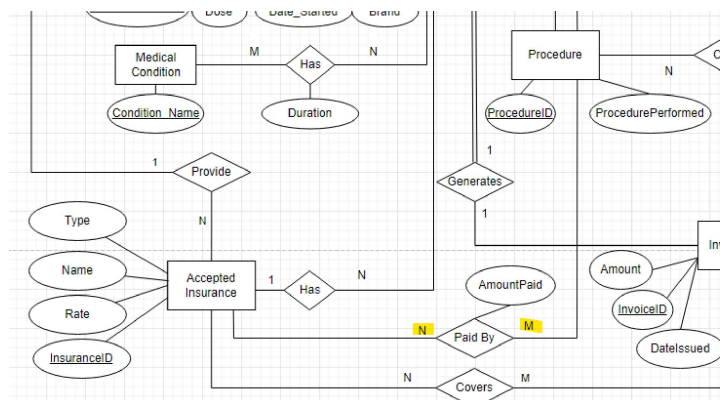 Dose
Date_Started
Brand
Medical
Condition
M
Has
N
Procedure
C
N
Condition_Name
Duration
ProcedureID
ProcedurePerformed
1
1
Provide
Generates
N
1
Type
Name
Rate
InsuranceID
Accepted
Insurance
1
Has
N
AmountPaid
Amount
InvoiceID
DateIssued
Inv
N
Paid By
M
N
Covers
M